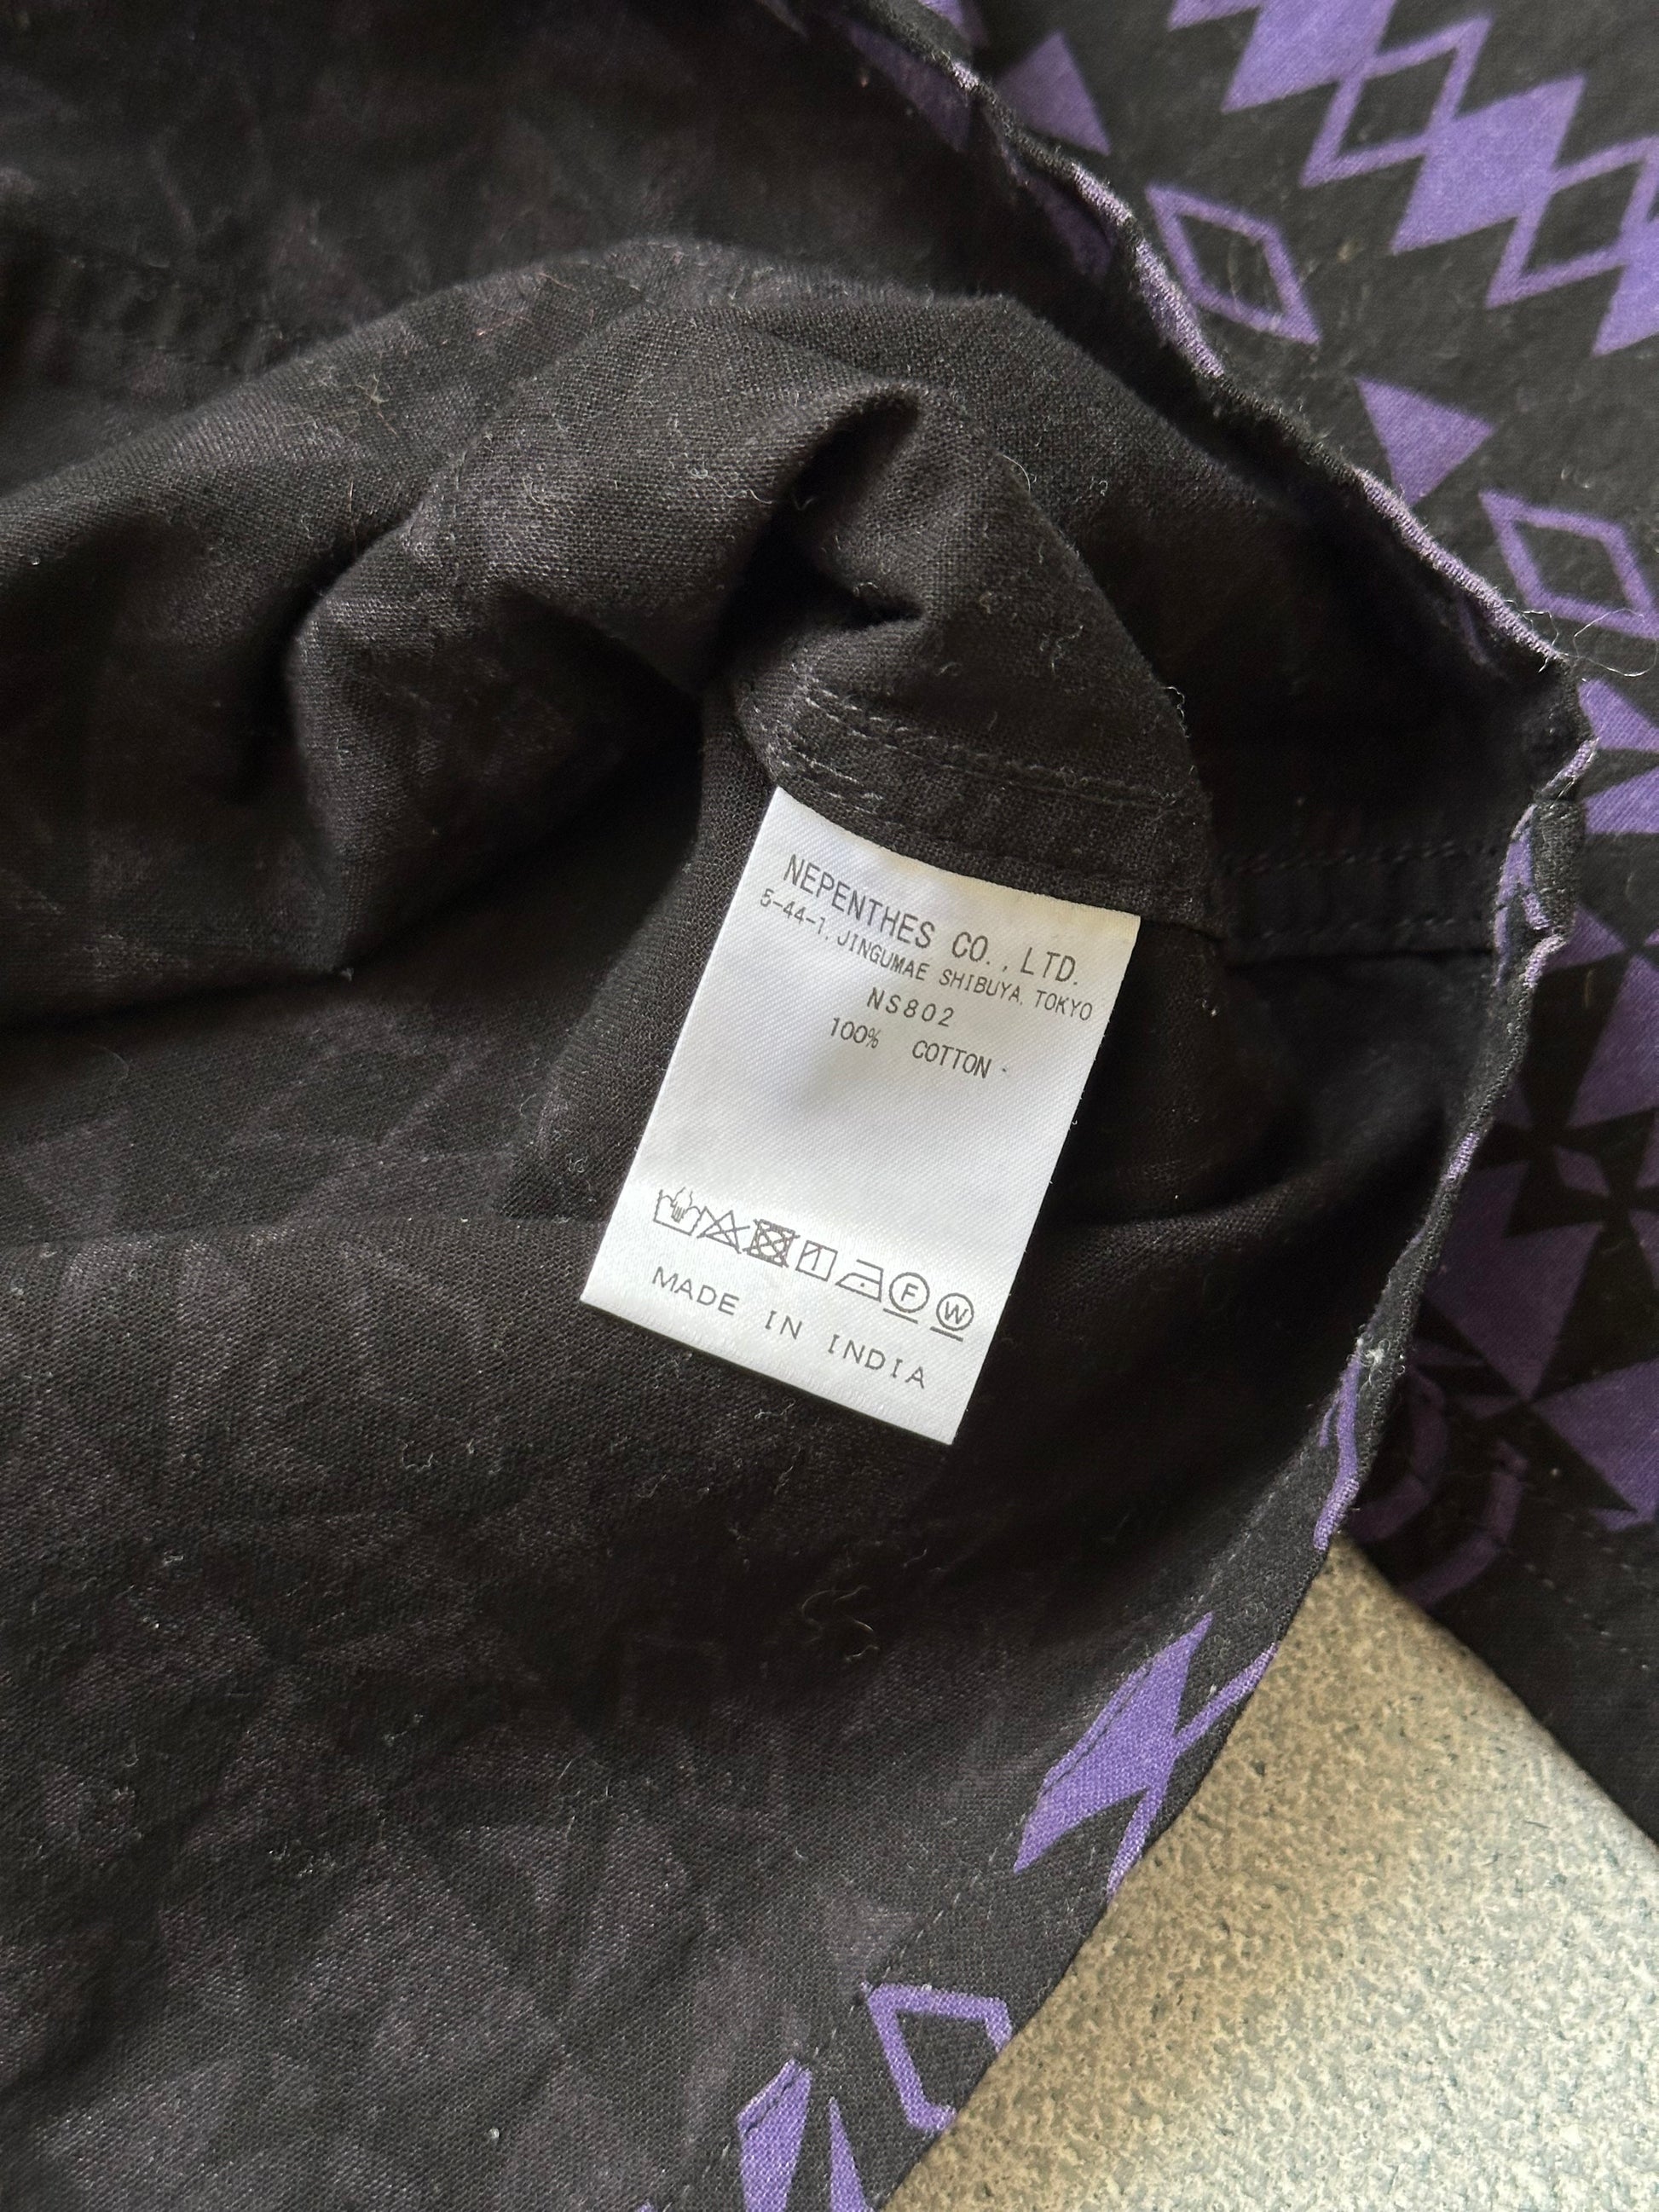 NEPENTHES CO., LTD.
5-44-1, JINGUMAE SHIBUYA, TOKYO
NS802
100% COTTON
F W
MADE IN INDIA